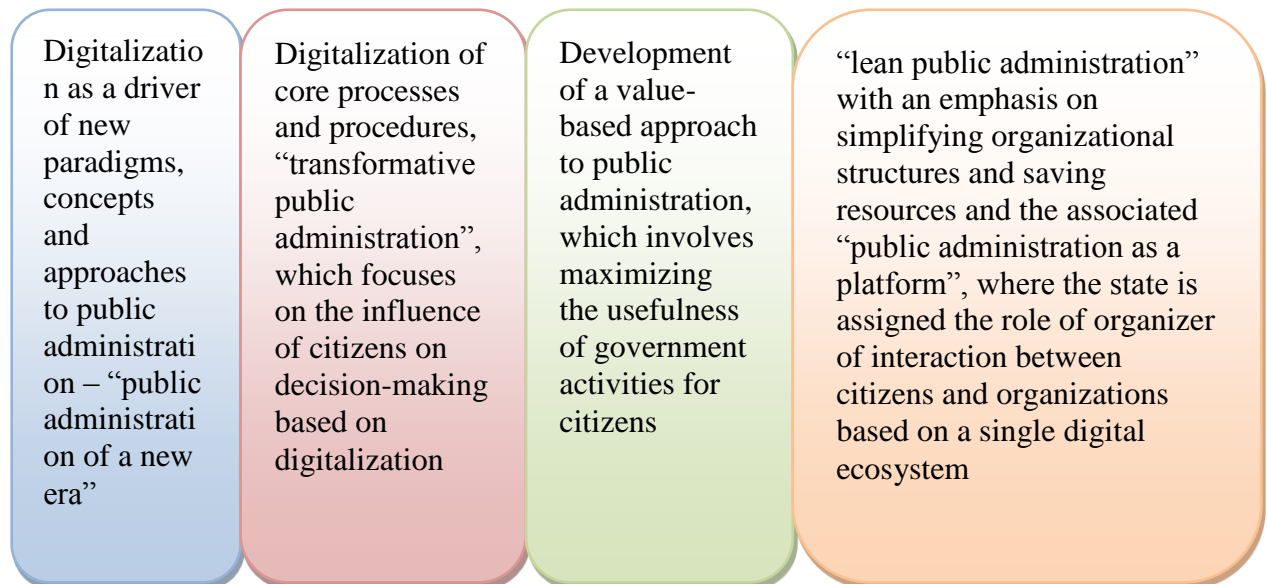 Digitalizatio
n as a driver
of new
paradigms,
concepts
and
approaches
to public
administrati
on – “public
administrati
on of a new
era”
Digitalization of
core processes
and procedures,
“transformative
public
administration”,
which focuses
on the influence
of citizens on
decision-making
based on
digitalization
Development
of a value-
based approach
to public
administration,
which involves
maximizing
the usefulness
of government
activities for
citizens
“lean public administration”
with an emphasis on
simplifying organizational
structures and saving
resources and the associated
“public administration as a
platform”, where the state is
assigned the role of organizer
of interaction between
citizens and organizations
based on a single digital
ecosystem